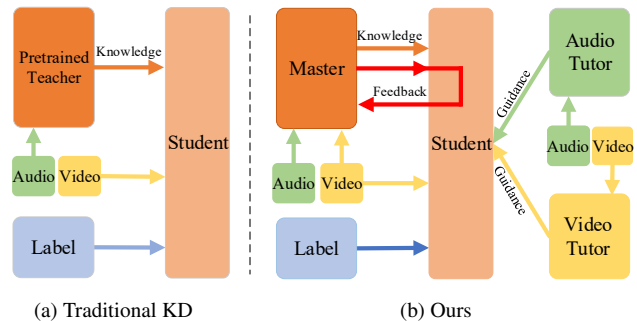 Pretrained
Teacher
Knowledge
Student
Audio
Video
Label
(a) Traditional KD
Master
Knowledge
Feedback
Student
Audio
Video
Label
Guidance
Guidance
Audio
Tutor
Audio
Video
Video
Tutor
(b) Ours